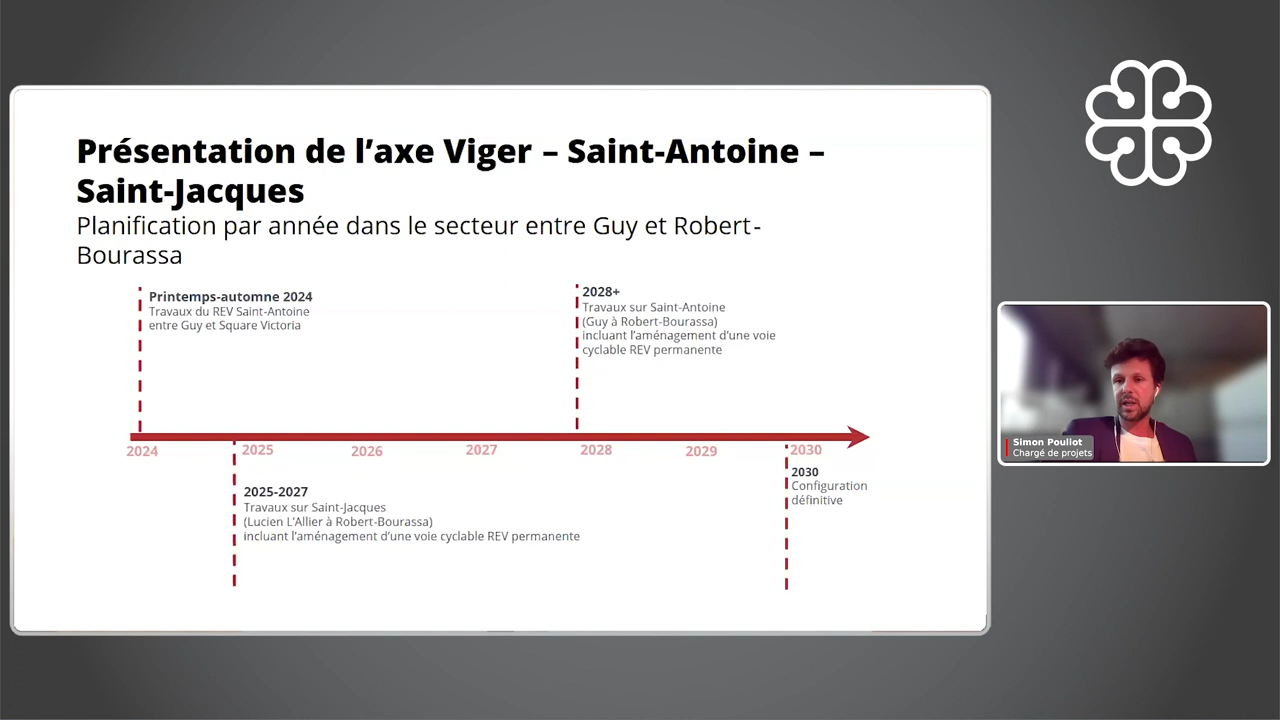 Présentation de l’axe Viger – Saint-Antoine –
Saint-Jacques
Planification par année dans le secteur entre Guy et Robert-
Bourassa
Printemps-automne 2024
Travaux du REV Saint-Antoine
entre Guy et Square Victoria
2028+
Travaux sur Saint-Antoine
(Guy à Robert-Bourassa)
incluant l’aménagement d’une voie
cyclable REV permanente
2024
2025
2026
2027
2028
2029
2030
2025-2027
Travaux sur Saint-Jacques
(Lucien L’Allier à Robert-Bourassa)
incluant l’aménagement d’une voie cyclable REV permanente
2030
Configuration
définitive
Simon Pouliot
Chargé de projets